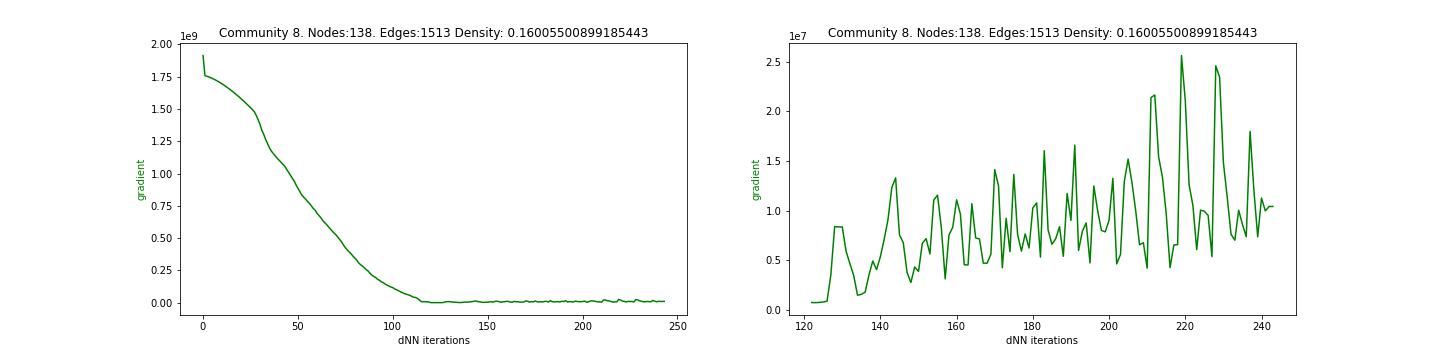 Community 8. Nodes:138. Edges:1513 Density: 0.16005500899185443
1e9
2.00
1.75
1.50
1.25
1.00
0.75
0.50
0.25
0.00
gradient
0 50 100 150 200 250
dNN iterations
Community 8. Nodes:138. Edges:1513 Density: 0.16005500899185443
1e7
2.5
2.0
1.5
1.0
0.5
0.0
gradient
120 140 160 180 200 220 240
dNN iterations